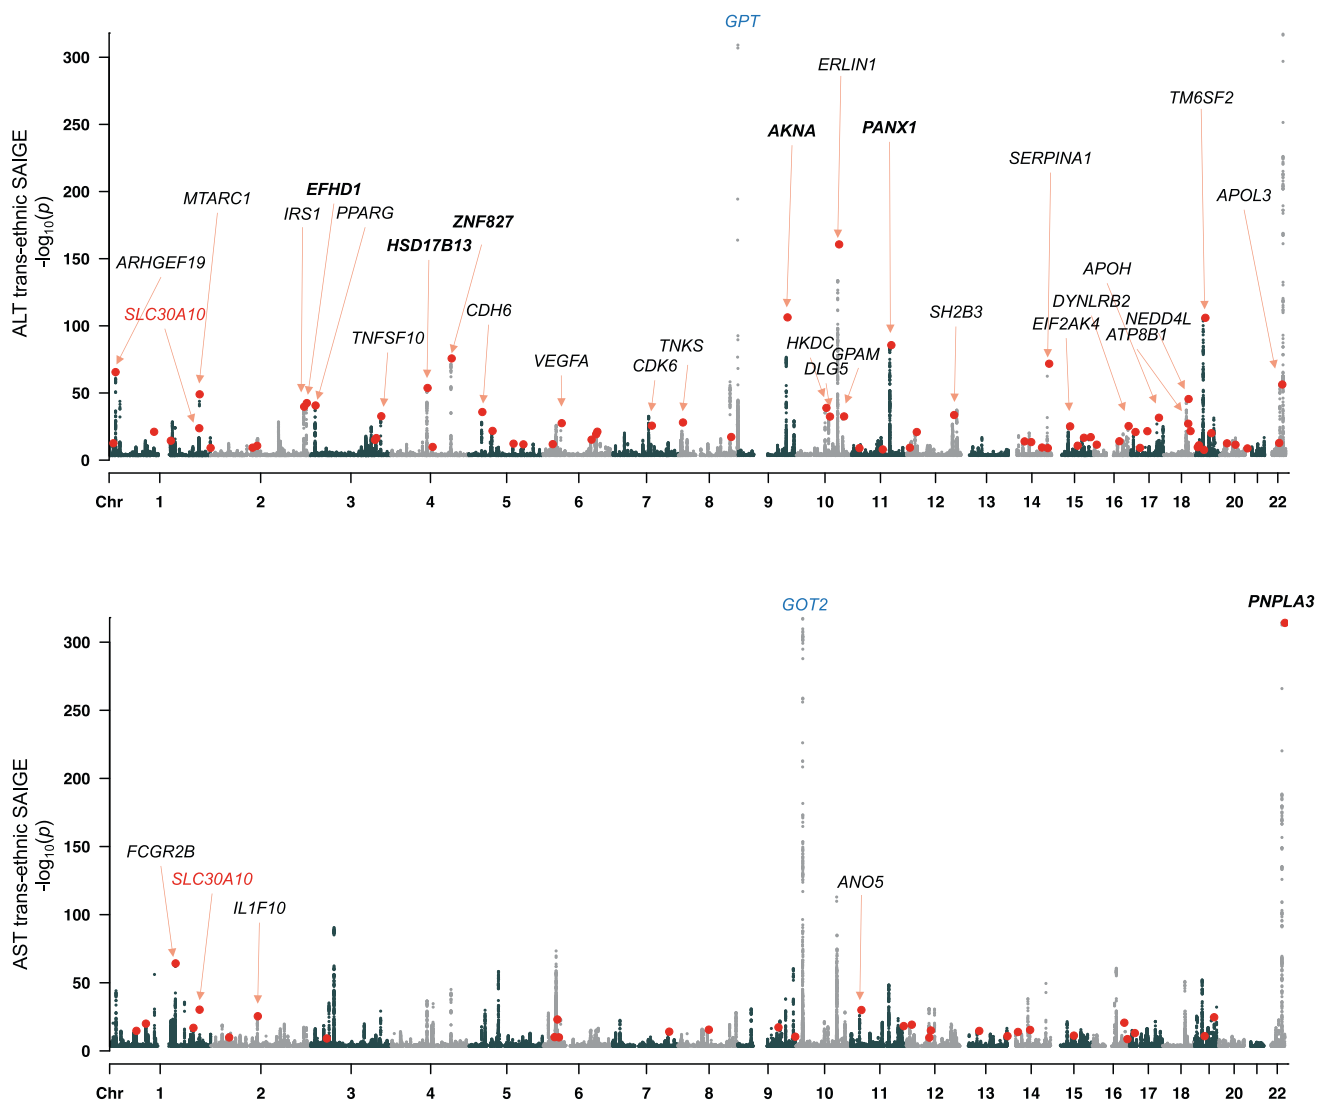 GPT
ERLIN1
TM6SF2
AKNA
PANX1
SERPINA1
MTARC1
EFHD1
IRS1
PPARG
ZNF827
HSD17B13
APOL3
ARHGEF19
APOH
SLC30A10
CDH6
SH2B3
DYNLRB2
EIF2AK4
NEDD4L
ATP8B1
TNFSF10
VEGFA
TNKS
CDK6
HKDC
GPAM
DLG5
ALT trans-ethnic SAIGE
-log10(p)
300
250
200
150
100
50
0
Chr 1 2 3 4 5 6 7 8 9 10 11 12 13 14 15 16 17 18 19 20 22
GOT2
PNPLA3
FCGR2B
SLC30A10
IL1F10
ANO5
AST trans-ethnic SAIGE
-log10(p)
300
250
200
150
100
50
0
Chr 1 2 3 4 5 6 7 8 9 10 11 12 13 14 15 16 17 18 19 20 22